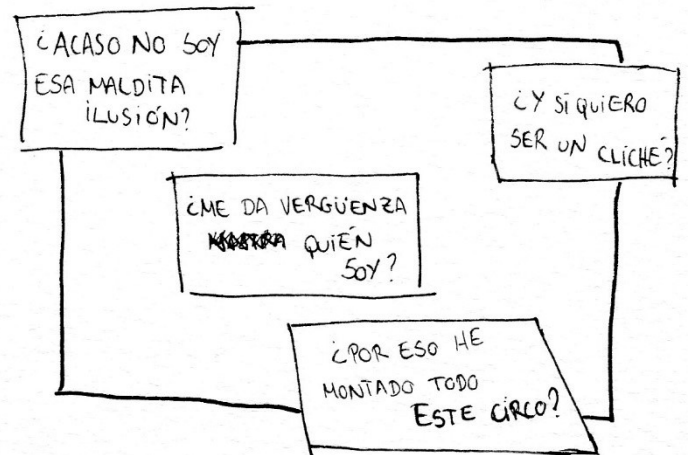 ¿ACASO NO SOY
ESA MALDITA
ILUSIÓN?
¿Y SI QUIERO
SER UN CLICHÉ?
¿ME DA VERGÜENZA
QUIÉN
SOY?
¿POR ESO HE
MONTADO TODO
ESTE CIRCO?